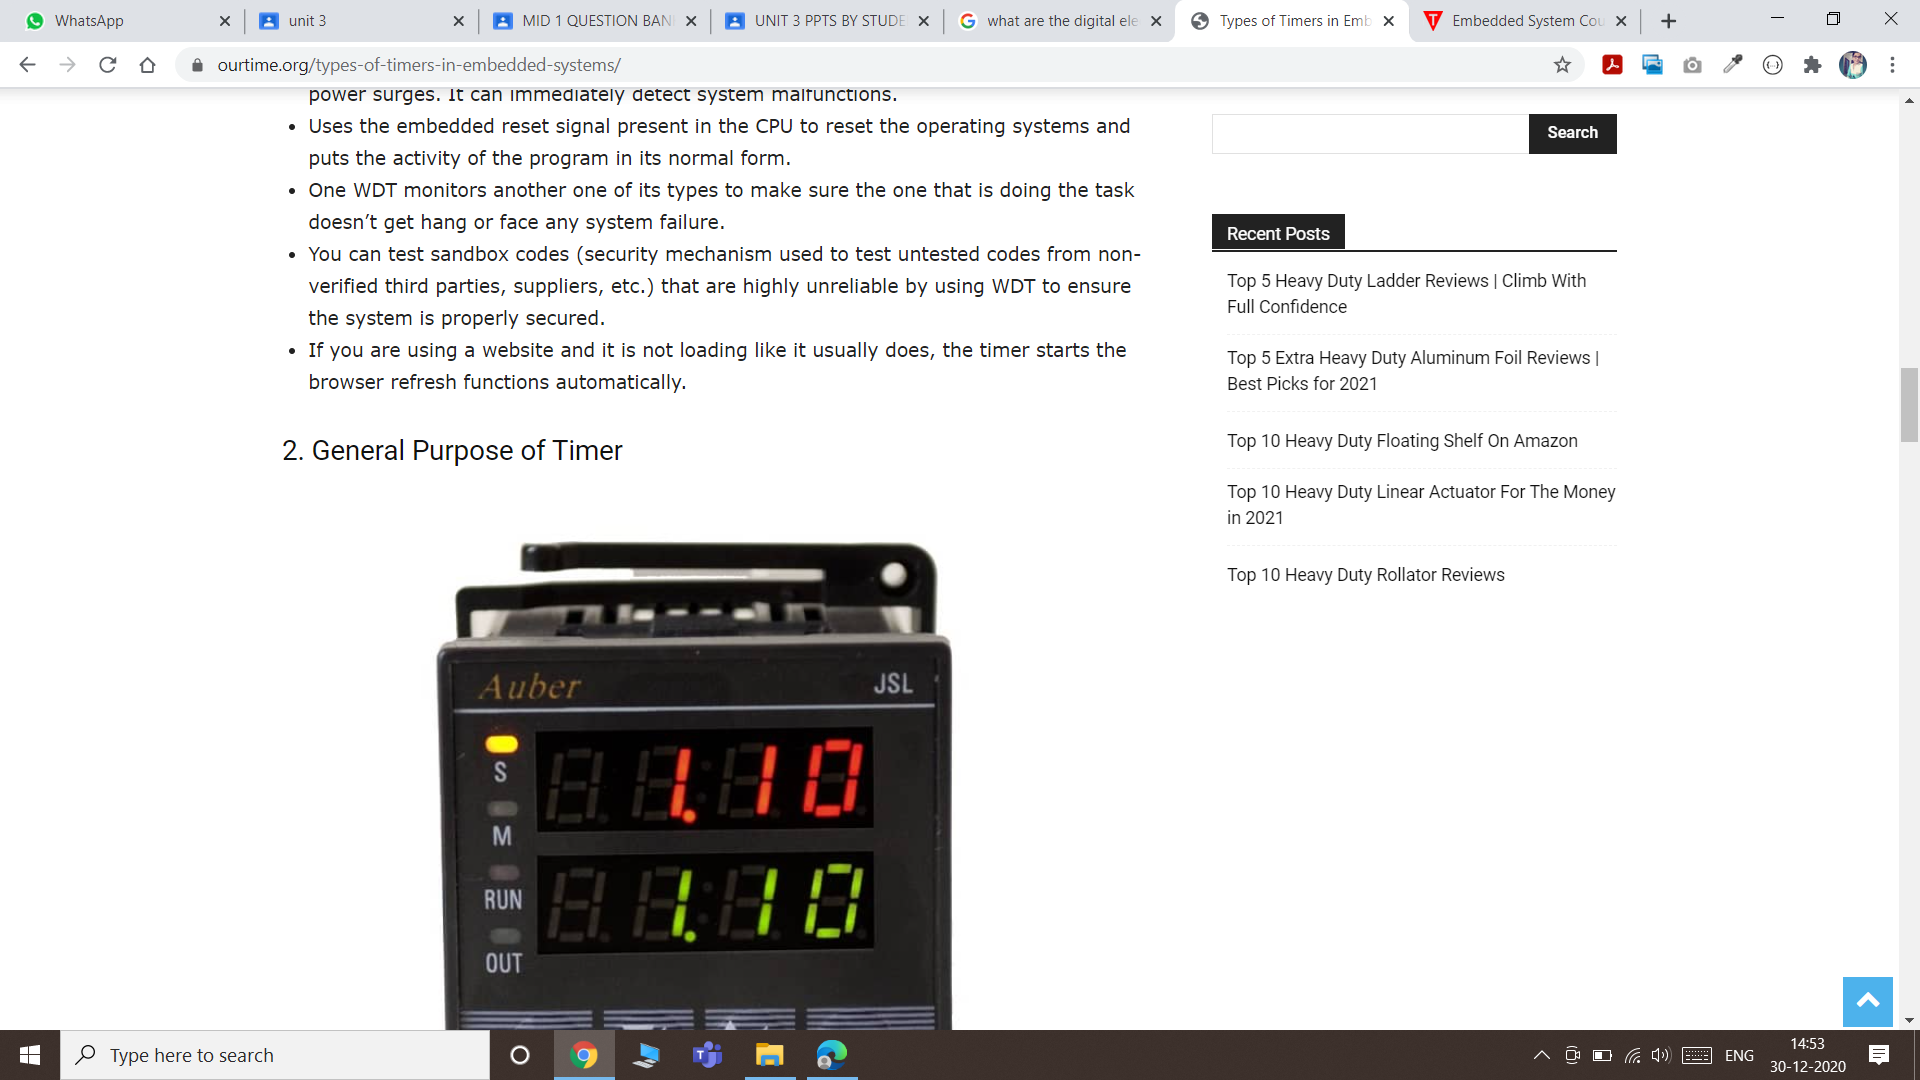 WhatsApp
unit 3
MID 1 QUESTION BAN
UNIT 3 PPTS BY STUDE
what are the digital ele
Types of Timers in Emb
Embedded System Cou
ourtime.org/types-of-timers-in-embedded-systems/
power surges. It can immediately detect system malfunctions.
• Uses the embedded reset signal present in the CPU to reset the operating systems and
puts the activity of the program in its normal form.
• One WDT monitors another one of its types to make sure the one that is doing the task
doesn’t get hang or face any system failure.
• You can test sandbox codes (security mechanism used to test untested codes from non-
verified third parties, suppliers, etc.) that are highly unreliable by using WDT to ensure
the system is properly secured.
• If you are using a website and it is not loading like it usually does, the timer starts the
browser refresh functions automatically.
2. General Purpose of Timer
Auber JSL
S
1.10
M
RUN
1.10
OUT
Search
Recent Posts
Top 5 Heavy Duty Ladder Reviews | Climb With
Full Confidence
Top 5 Extra Heavy Duty Aluminum Foil Reviews |
Best Picks for 2021
Top 10 Heavy Duty Floating Shelf On Amazon
Top 10 Heavy Duty Linear Actuator For The Money
in 2021
Top 10 Heavy Duty Rollator Reviews
Type here to search
ENG
14:53
30-12-2020